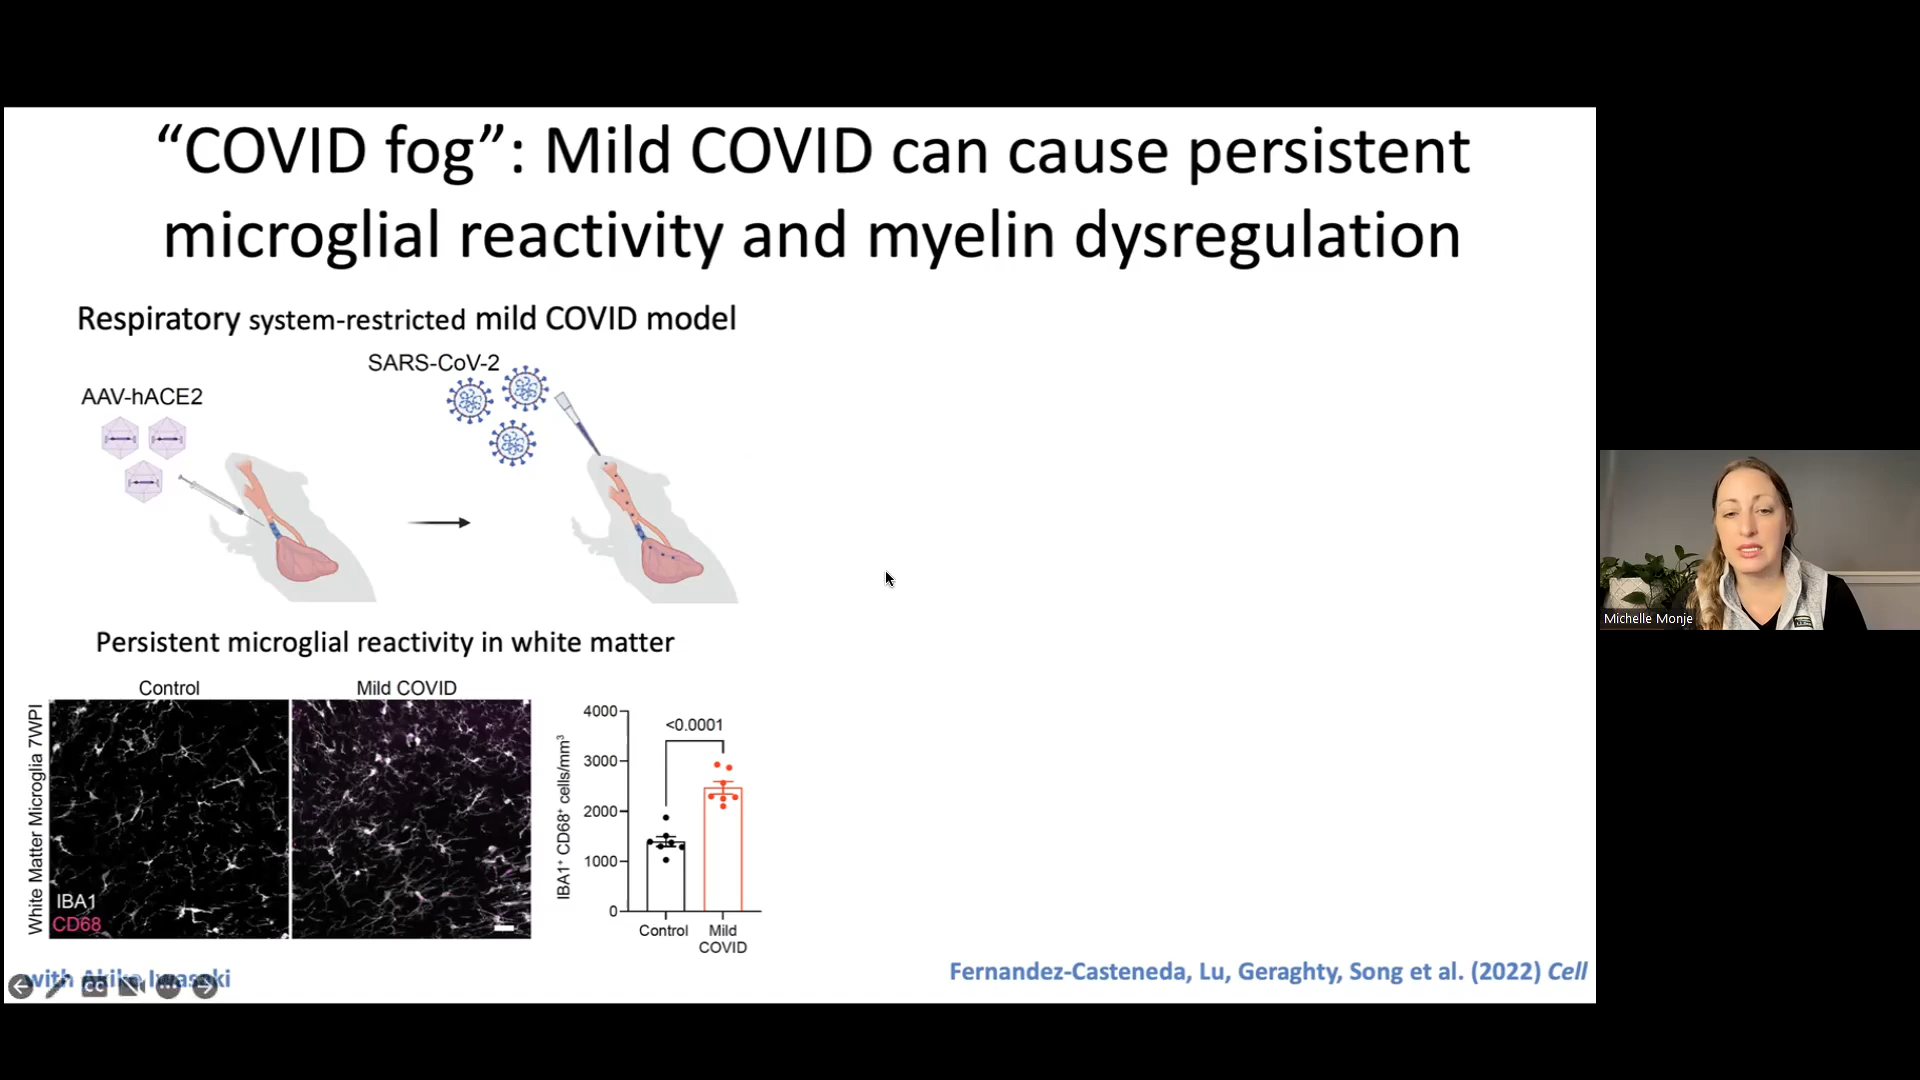 “COVID fog”: Mild COVID can cause persistent
microglial reactivity and myelin dysregulation
Respiratory system-restricted mild COVID model
SARS-CoV-2
AAV-hACE2
Persistent microglial reactivity in white matter
Control
Mild COVID
White Matter Microglia 7WPI
IBA1
CD68
IBA1⁺ CD68⁺ cells/mm³
4000
3000
2000
1000
0
<0.0001
Control
Mild
COVID
with Akiko Iwasaki
CC
Fernandez-Casteneda, Lu, Geraghty, Song et al. (2022) Cell
Michelle Monje